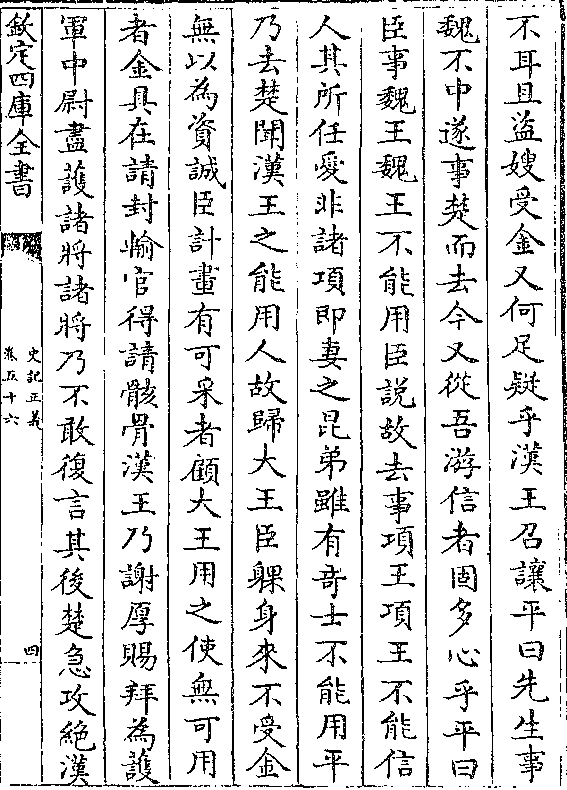 不耳且盜嫂受金又何足疑乎漢王召讓平曰先生事
魏不中遂事楚而去今又從吾游信者固多心乎平曰
臣事魏王魏王不能用臣說故去事項王項王不能信
人其所任愛非諸項即妻之昆弟雖有竒士不能用平
乃去楚聞漢王之能用人故歸大王臣躶身來不受金
無以為資誠臣計畫有可采者顧大王用之使無可用
者金具在請封輸官得請骸骨漢王乃謝厚賜拜為護
軍中尉盡護諸將諸將乃不敢復言其後楚急攻絶漢
欽定四庫全書
史記正義
卷五十六
四